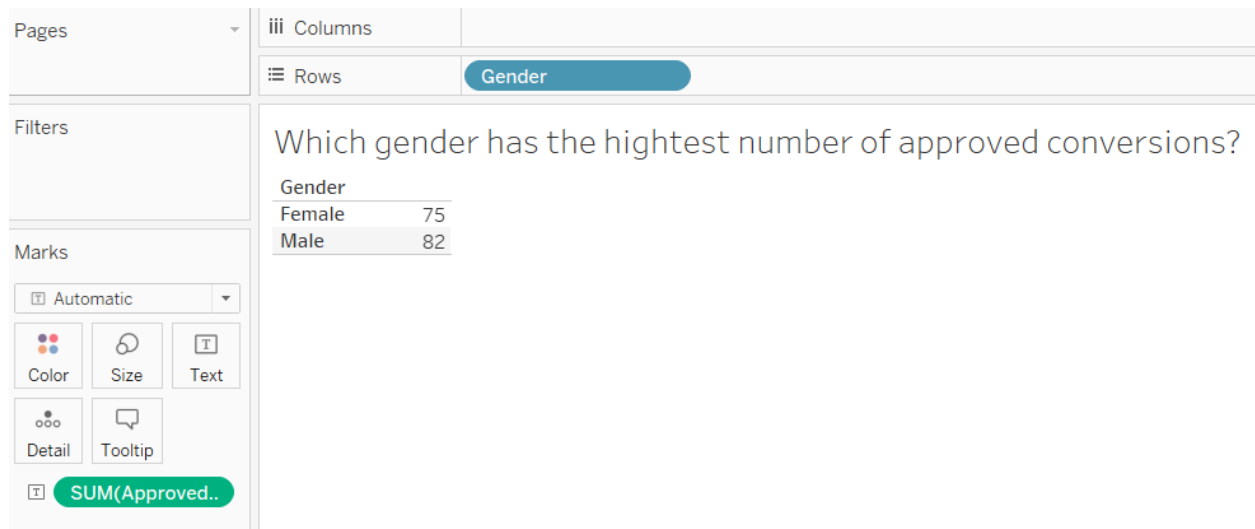 Pages
iii Columns
Rows Gender
Filters
Which gender has the hightest number of approved conversions?
Gender
Female 75
Male 82
Marks
T Automatic
Color Size T Text
Detail Tooltip
T SUM(Approved..